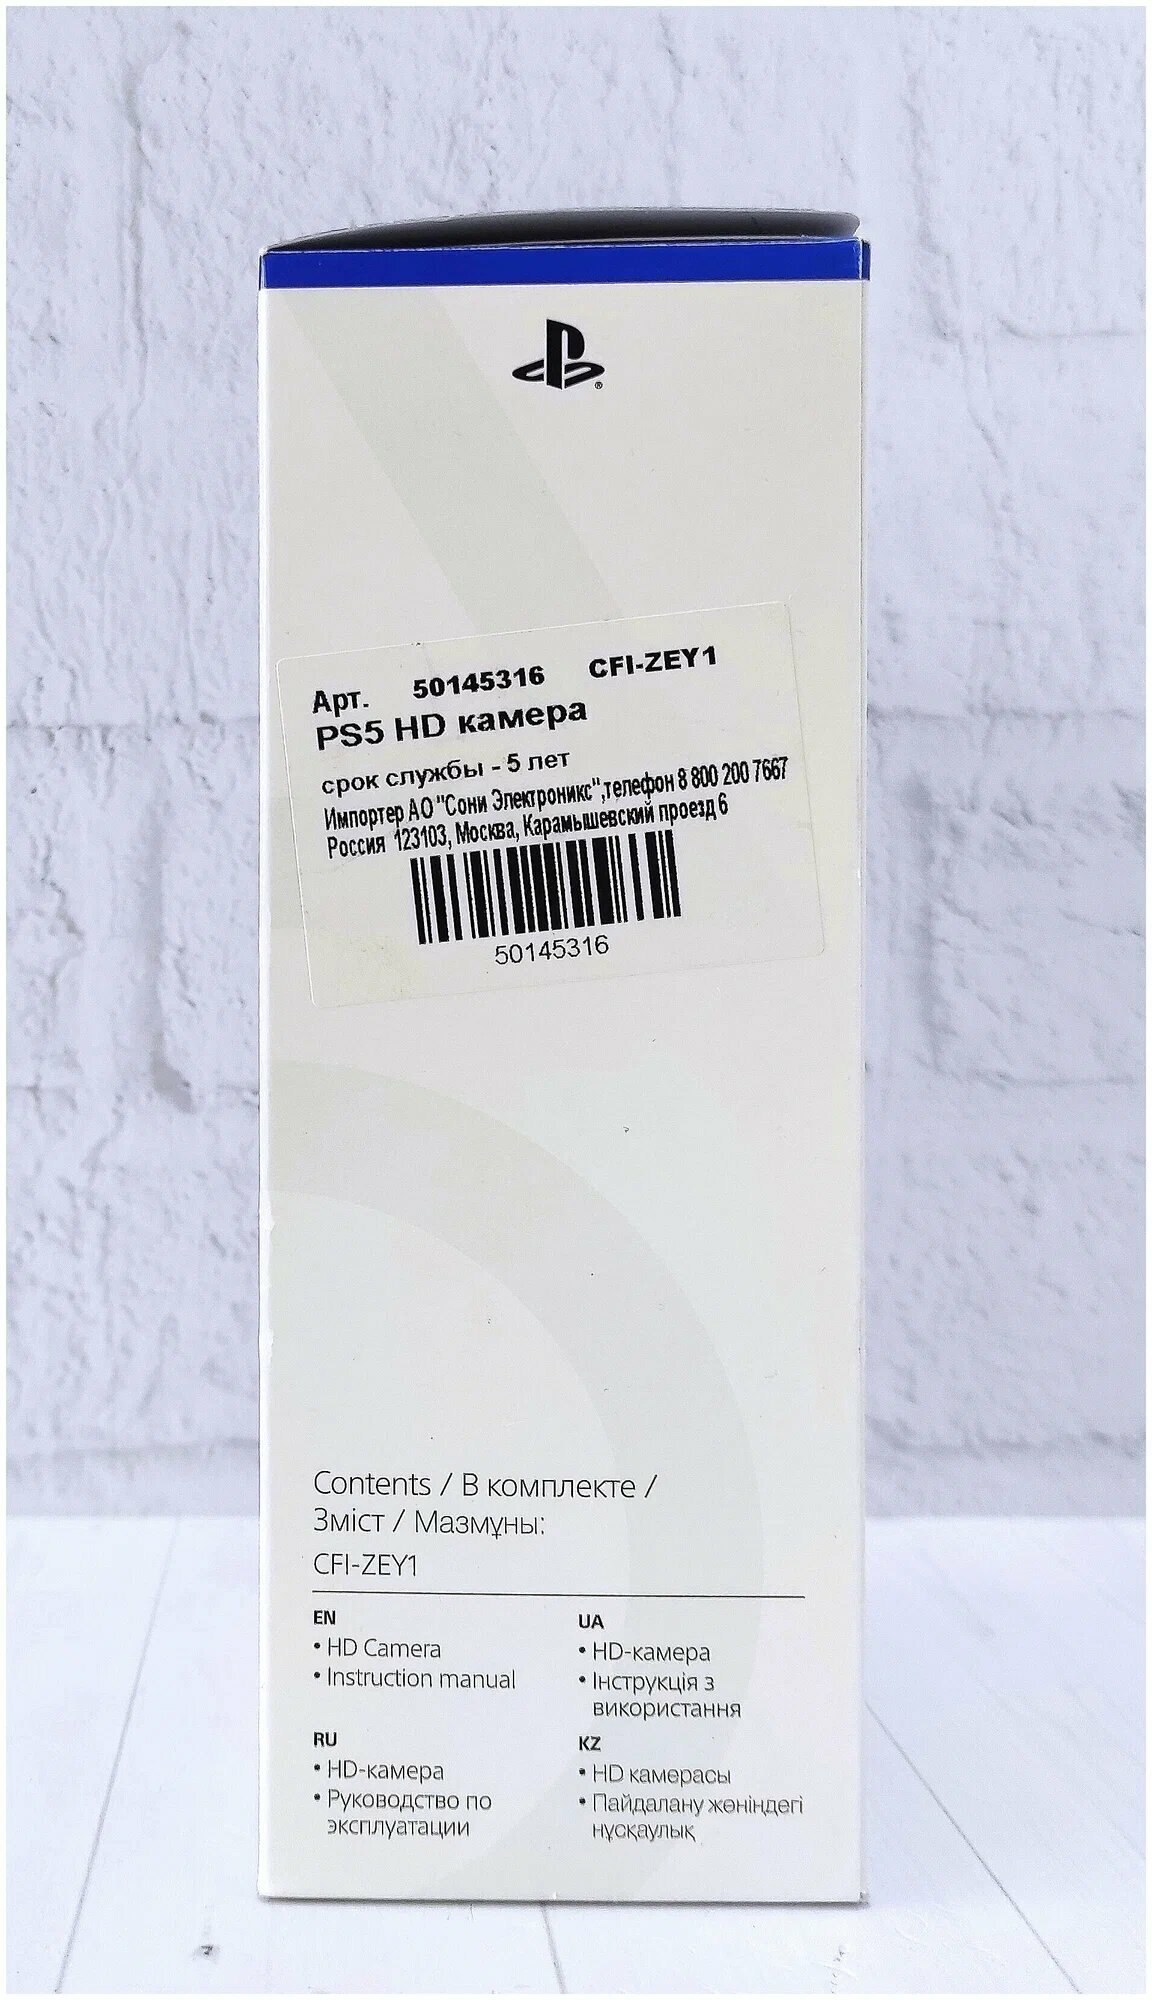 Арт. 50145316 CFI-ZEY1
PS5 HD камера
срок службы - 5 лет
Импортер АО "Сони Электроникс",телефон 8 800 200 7667
Россия 123103, Москва, Карамышевский проезд 6
50145316
Contents / В комплекте /
Зміст / Мазмұны:
CFI-ZEY1
EN
• HD Camera
• Instruction manual
RU
• HD-камера
• Руководство по
эксплуатации
UA
• HD-камера
• Інструкція з
використання
KZ
• HD камерасы
• Пайдалану жөніндегі
нұсқаулық